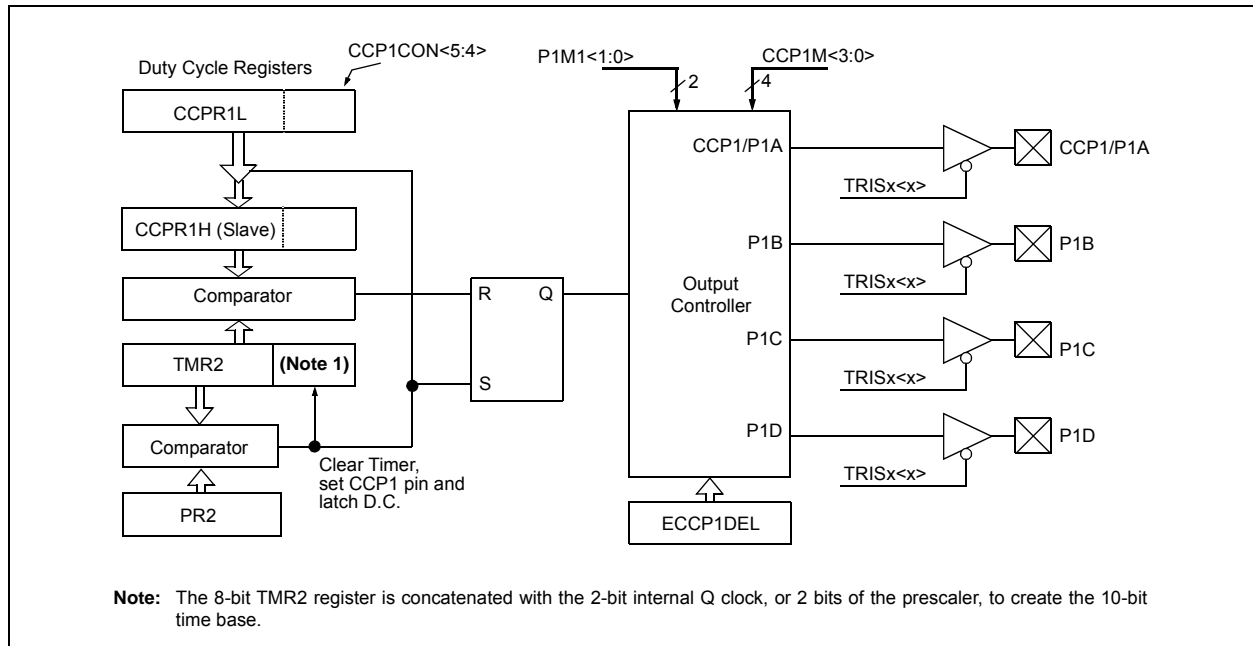 CCP1CON<5:4>
Duty Cycle Registers
CCPR1L
CCPR1H (Slave)
Comparator
TMR2
(Note 1)
Comparator
PR2
Clear Timer,
set CCP1 pin and
latch D.C.
R
Q
S
P1M1<1:0>
2
CCP1M<3:0>
4
Output
Controller
CCP1/P1A
P1B
P1C
P1D
ECCP1DEL
TRISx<x>
CCP1/P1A
TRISx<x>
P1B
TRISx<x>
P1C
TRISx<x>
P1D
Note: The 8-bit TMR2 register is concatenated with the 2-bit internal Q clock, or 2 bits of the prescaler, to create the 10-bit
time base.